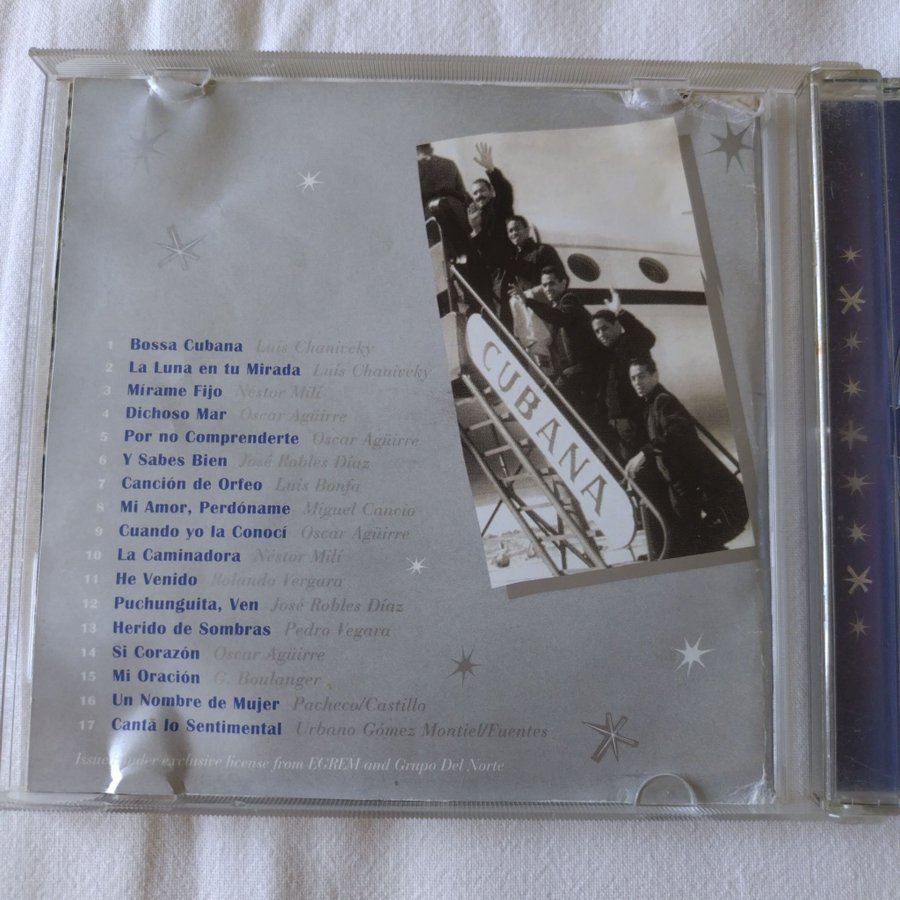 1 Bossa Cubana Luis Chaniveky
2 La Luna en tu Mirada Luis Chaniveky
3 Mírame Fijo Néstor Milí
4 Dichoso Mar Oscar Agüirre
5 Por no Comprenderte Oscar Agüirre
6 Y Sabes Bien José Robles Díaz
7 Canción de Orfeo Luis Bonfa
8 Mi Amor, Perdóname Miguel Cancio
9 Cuando yo la Conocí Oscar Agüirre
10 La Caminadora Néstor Milí
11 He Venido Rolando Vergara
12 Puchunguita, Ven José Robles Díaz
13 Herido de Sombras Pedro Vegara
14 Si Corazón Oscar Agüirre
15 Mi Oración G. Boulanger
16 Un Nombre de Mujer Pacheco/Castillo
17 Canta lo Sentimental Urbano Gómez Montiel/Fuentes
Issued under exclusive license from EGREM and Grupo Del Norte
CUBANA